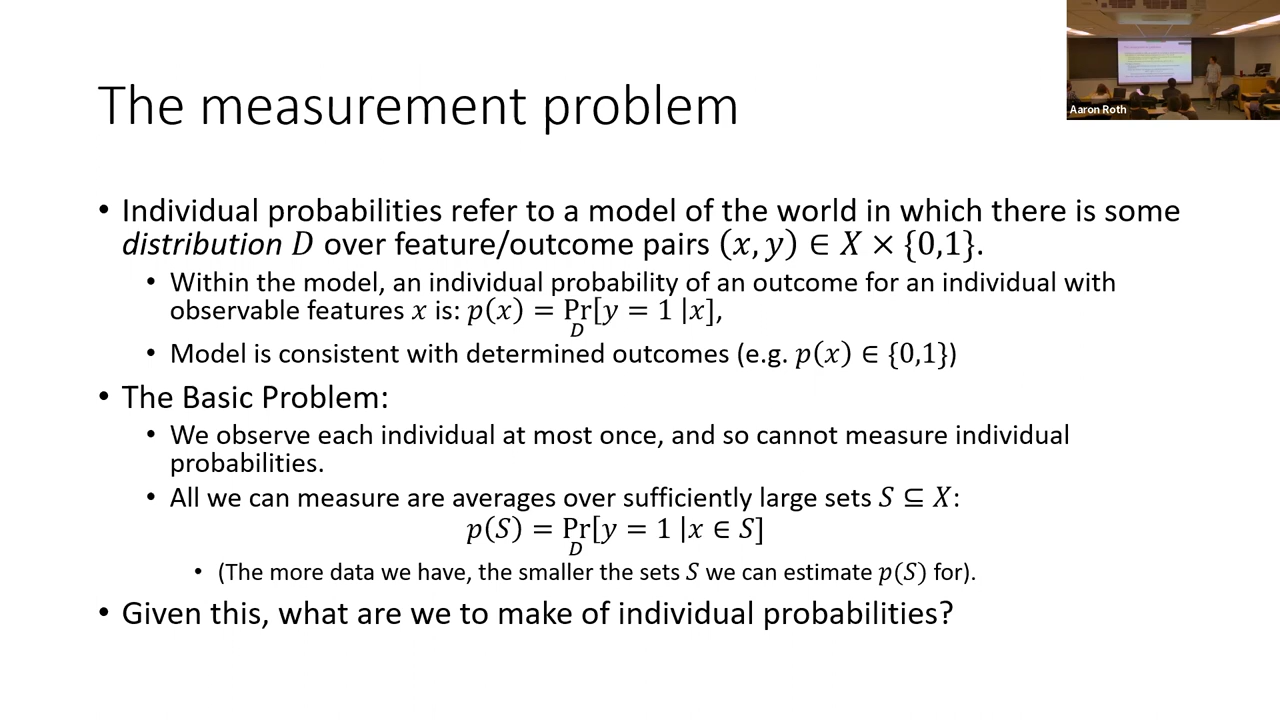 Aaron Roth
The measurement problem
• Individual probabilities refer to a model of the world in which there is some
distribution D over feature/outcome pairs (x, y) ∈ X × {0,1}.
• Within the model, an individual probability of an outcome for an individual with
observable features x is: p(x) = Pr_D[y = 1 |x],
• Model is consistent with determined outcomes (e.g. p(x) ∈ {0,1})
• The Basic Problem:
• We observe each individual at most once, and so cannot measure individual
probabilities.
• All we can measure are averages over sufficiently large sets S ⊆ X:
p(S) = Pr_D[y = 1 |x ∈ S]
• (The more data we have, the smaller the sets S we can estimate p(S) for).
• Given this, what are we to make of individual probabilities?